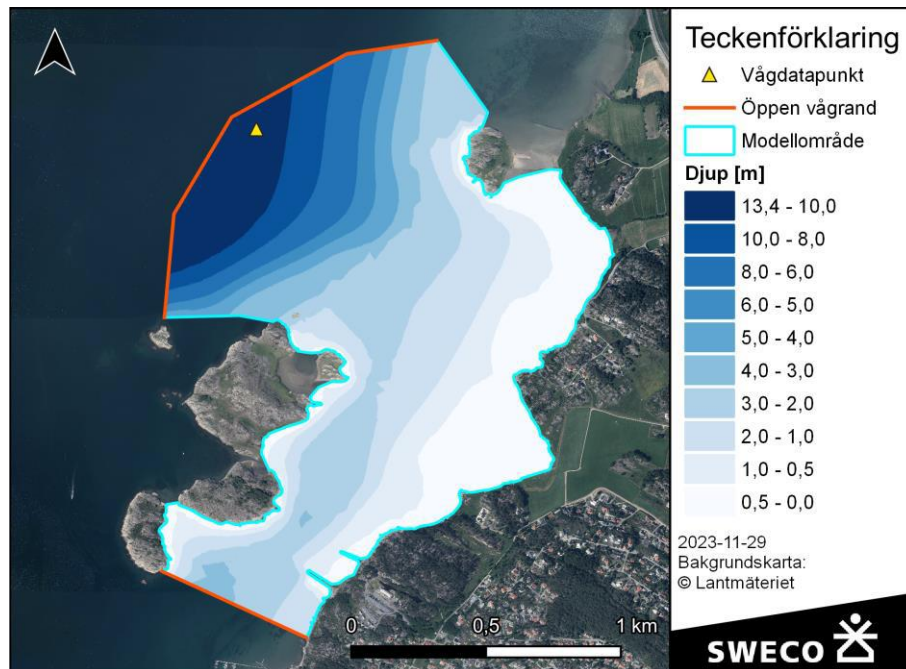 Teckenförklaring
Vågdatapunkt
Öppen vågrand
Modellområde
Djup [m]
13,4 - 10,0
10,0 - 8,0
8,0 - 6,0
6,0 - 5,0
5,0 - 4,0
4,0 - 3,0
3,0 - 2,0
2,0 - 1,0
1,0 - 0,5
0,5 - 0,0
2023-11-29
Bakgrundskarta:
© Lantmäteriet
0 0,5 1 km
SWECO